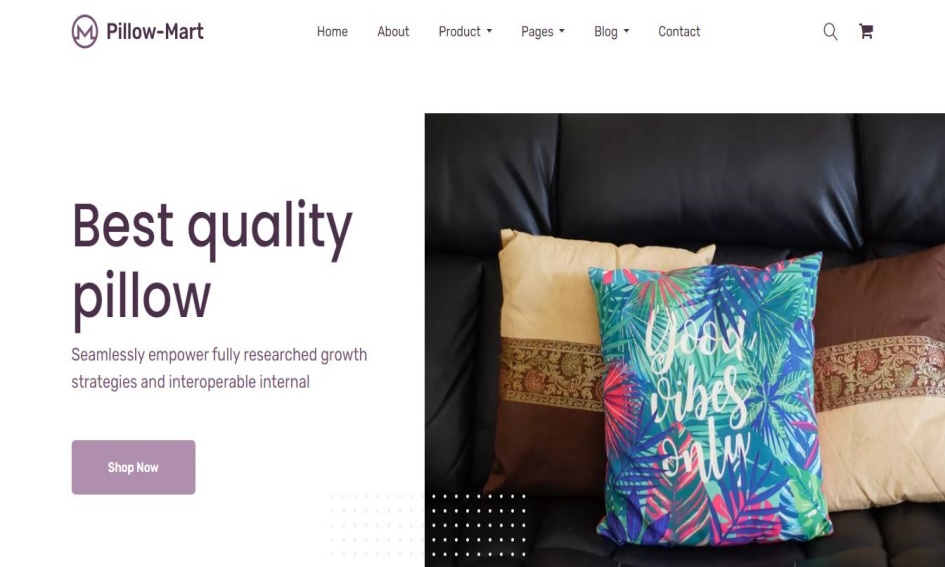 Pillow-Mart
Home About Product Pages Blog Contact
Best quality
pillow
Seamlessly empower fully researched growth
strategies and interoperable internal
Shop Now
Good
vibes
only